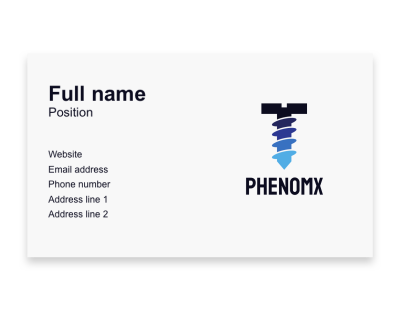 Full name
Position
Website
Email address
Phone number
Address line 1
Address line 2
PHENOMX